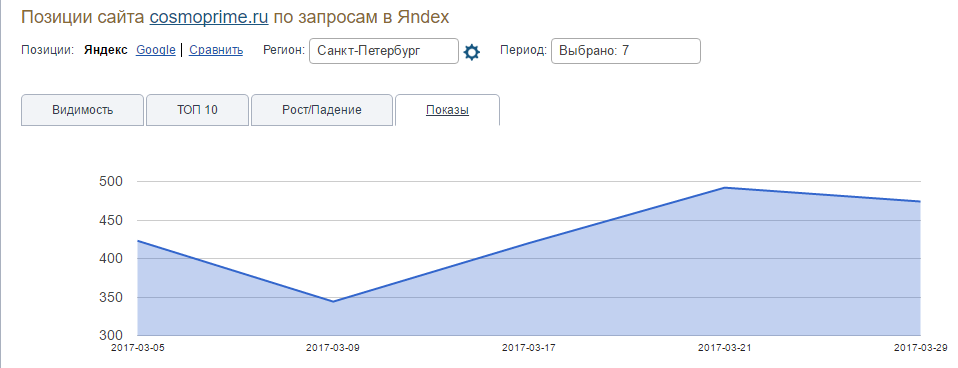 Позиции сайта cosmoprime.ru по запросам в Яndex
Позиции: Яндекс Google | Сравнить Регион: Санкт-Петербург Период: Выбрано: 7
Видимость ТОП 10 Рост/Падение Показы
500
450
400
350
300
2017-03-05 2017-03-09 2017-03-17 2017-03-21 2017-03-29